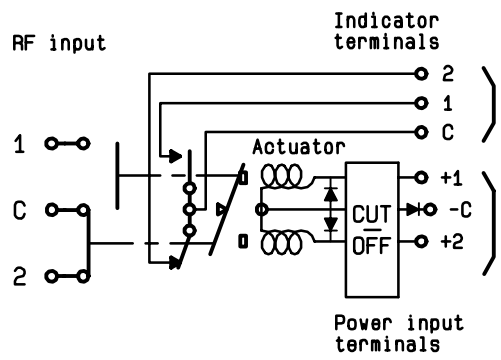 Indicator
terminals
RF input
2
1
C
Actuator
1
C
2
+1
-C
+2
CUT
OFF
Power input
terminals